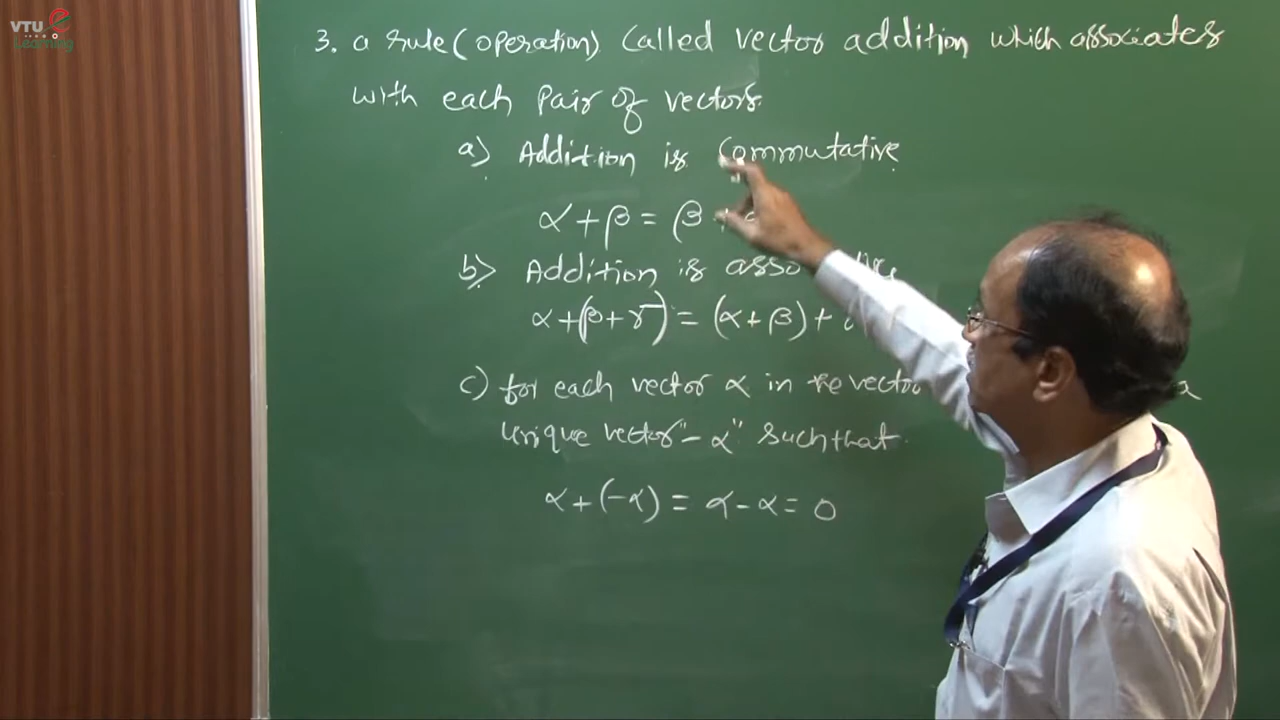 VTU e
Learning
3. a rule (operation) called vector addition which associates
with each pair of vectors.
a) Addition is commutative.
α + β = β +
b) Addition is
α + (β + γ) = (α + β) +
c) for each vector α in the vector a
unique vector "-α" such that
α + (-α) = α - α = 0